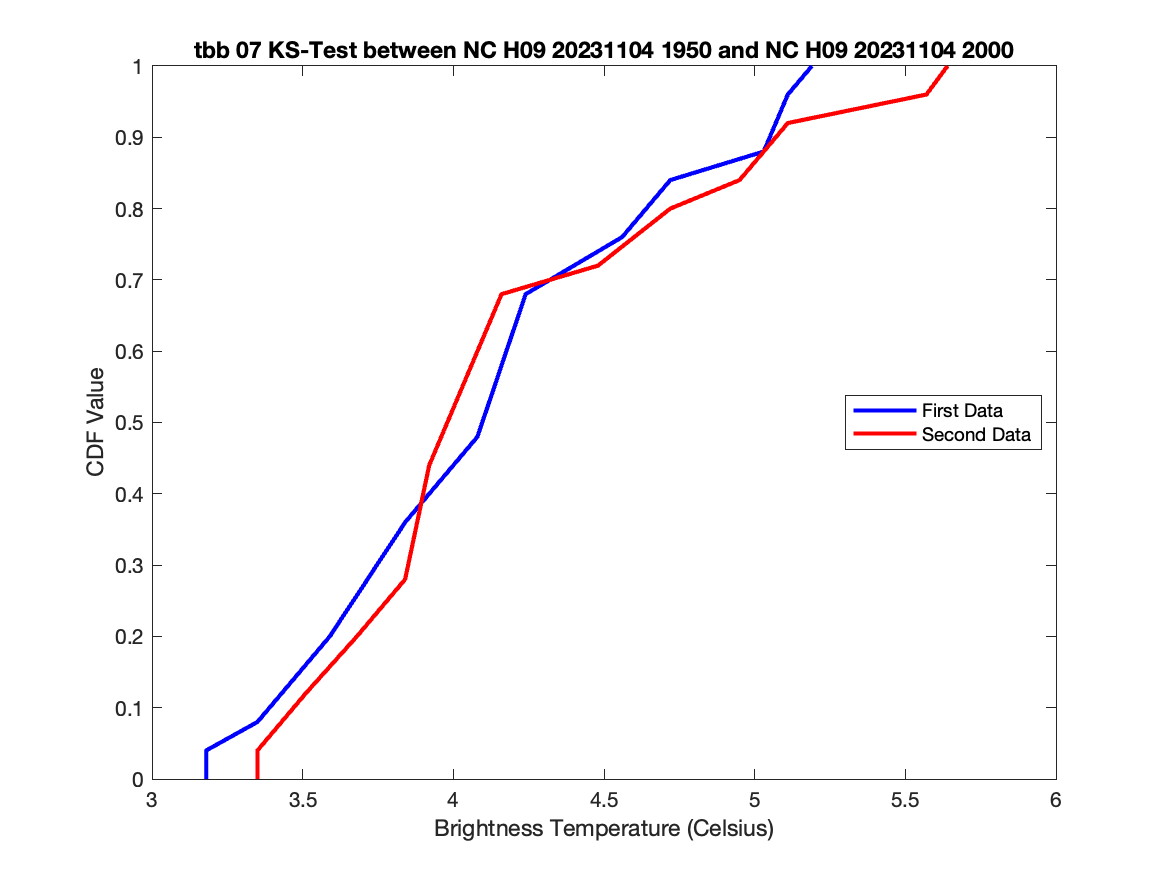 tbb 07 KS-Test between NC H09 20231104 1950 and NC H09 20231104 2000
1
0.9
0.8
0.7
0.6
0.5
0.4
0.3
0.2
0.1
0
CDF Value
First Data
Second Data
3 3.5 4 4.5 5 5.5 6
Brightness Temperature (Celsius)